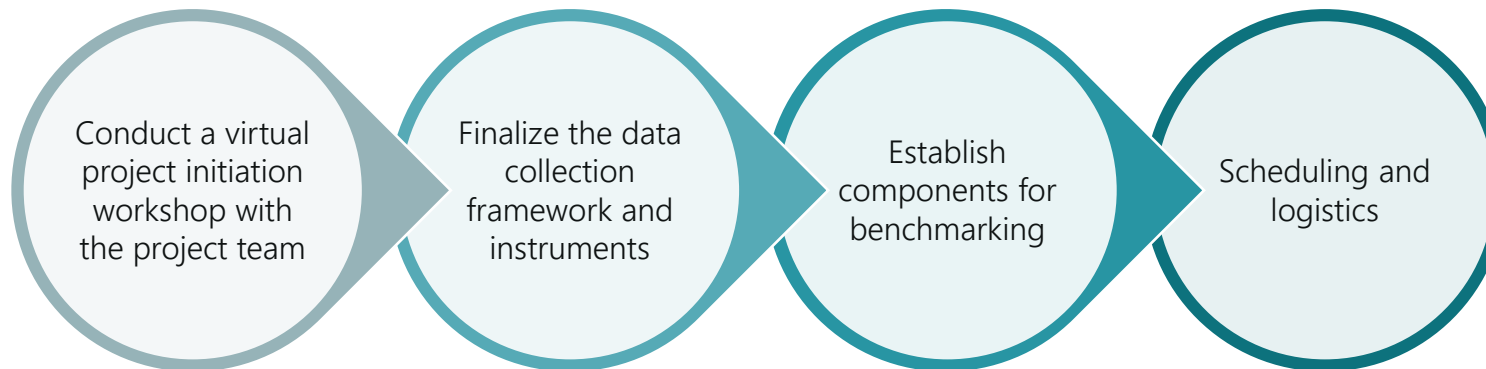 Conduct a virtual
project initiation
workshop with
the project team
Finalize the data
collection
framework and
instruments
Establish
components for
benchmarking
Scheduling and
logistics